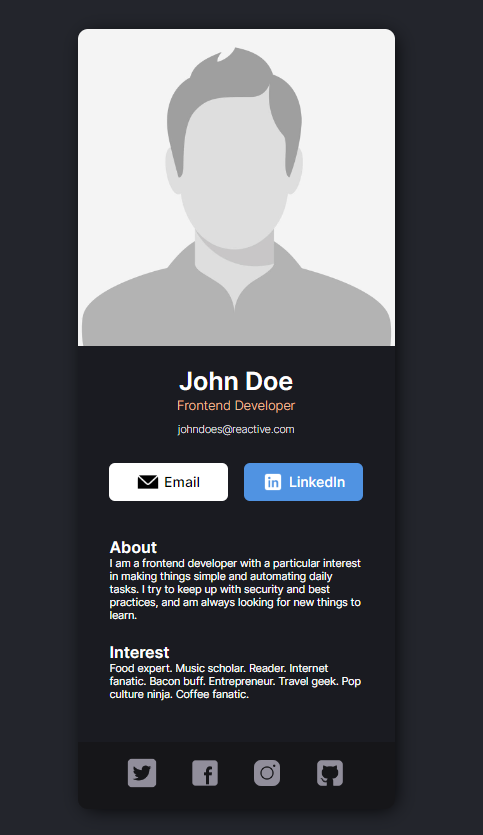 John Doe
Frontend Developer
johndoes@reactive.com
Email
in LinkedIn
About
I am a frontend developer with a particular interest
in making things simple and automating daily
tasks. I try to keep up with security and best
practices, and am always looking for new things to
learn.
Interest
Food expert. Music scholar. Reader. Internet
fanatic. Bacon buff. Entrepreneur. Travel geek. Pop
culture ninja. Coffee fanatic.